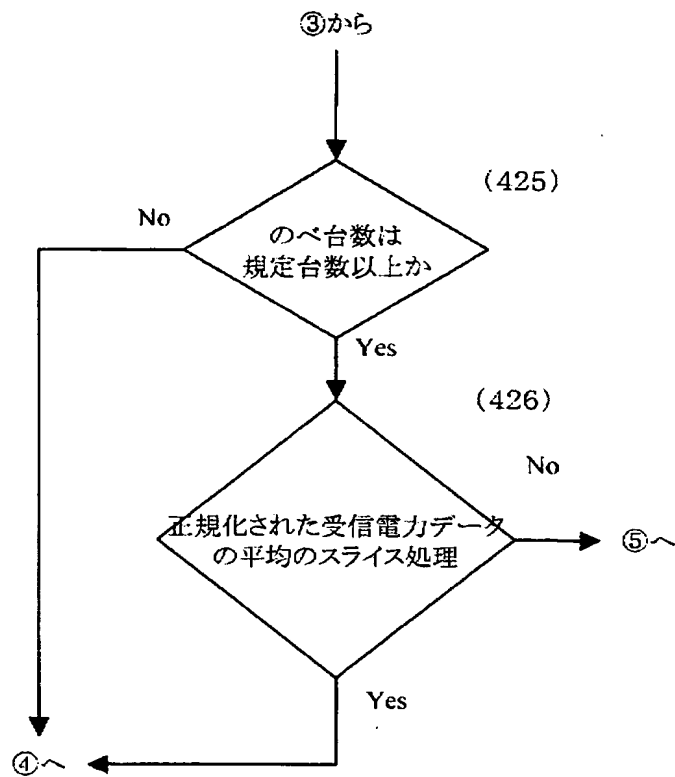 ③から
(425)
No
のべ台数は
規定台数以上か
Yes
(426)
No
正規化された受信電力データ
の平均のスライス処理
⑤へ
Yes
④へ